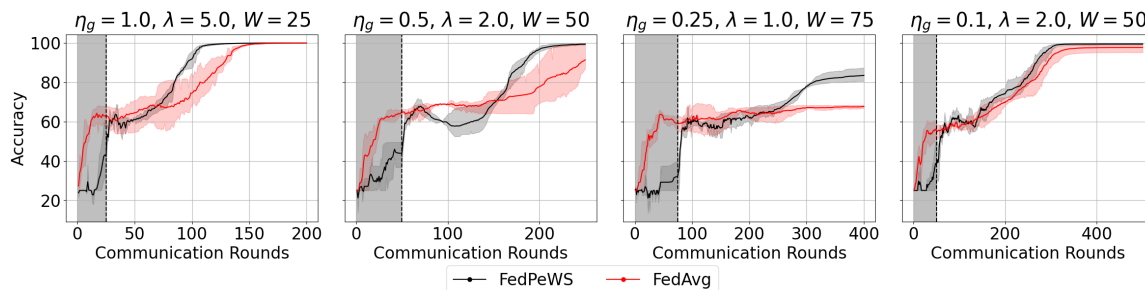 η_g = 1.0, λ = 5.0, W = 25
η_g = 0.5, λ = 2.0, W = 50
η_g = 0.25, λ = 1.0, W = 75
η_g = 0.1, λ = 2.0, W = 50
Accuracy
100
80
60
40
20
0 50 100 150 200
0 100 200
0 100 200 300 400
0 200 400
Communication Rounds
Communication Rounds
Communication Rounds
Communication Rounds
FedPeWS FedAvg